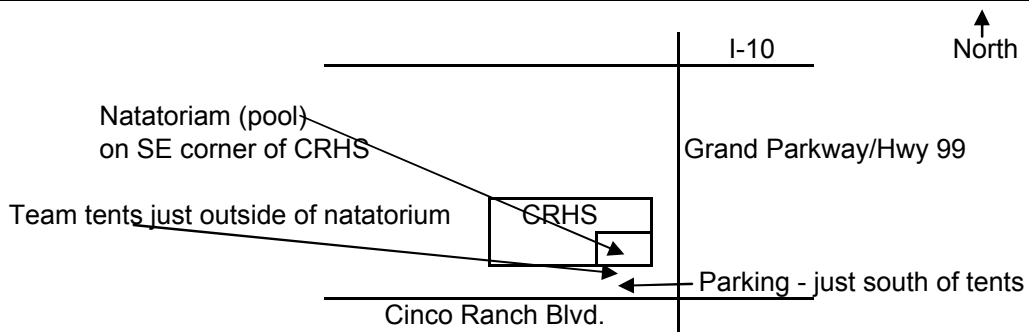 I-10
North
Natatoriam (pool)
on SE corner of CRHS
Grand Parkway/Hwy 99
Team tents just outside of natatorium
CRHS
Parking - just south of tents
Cinco Ranch Blvd.